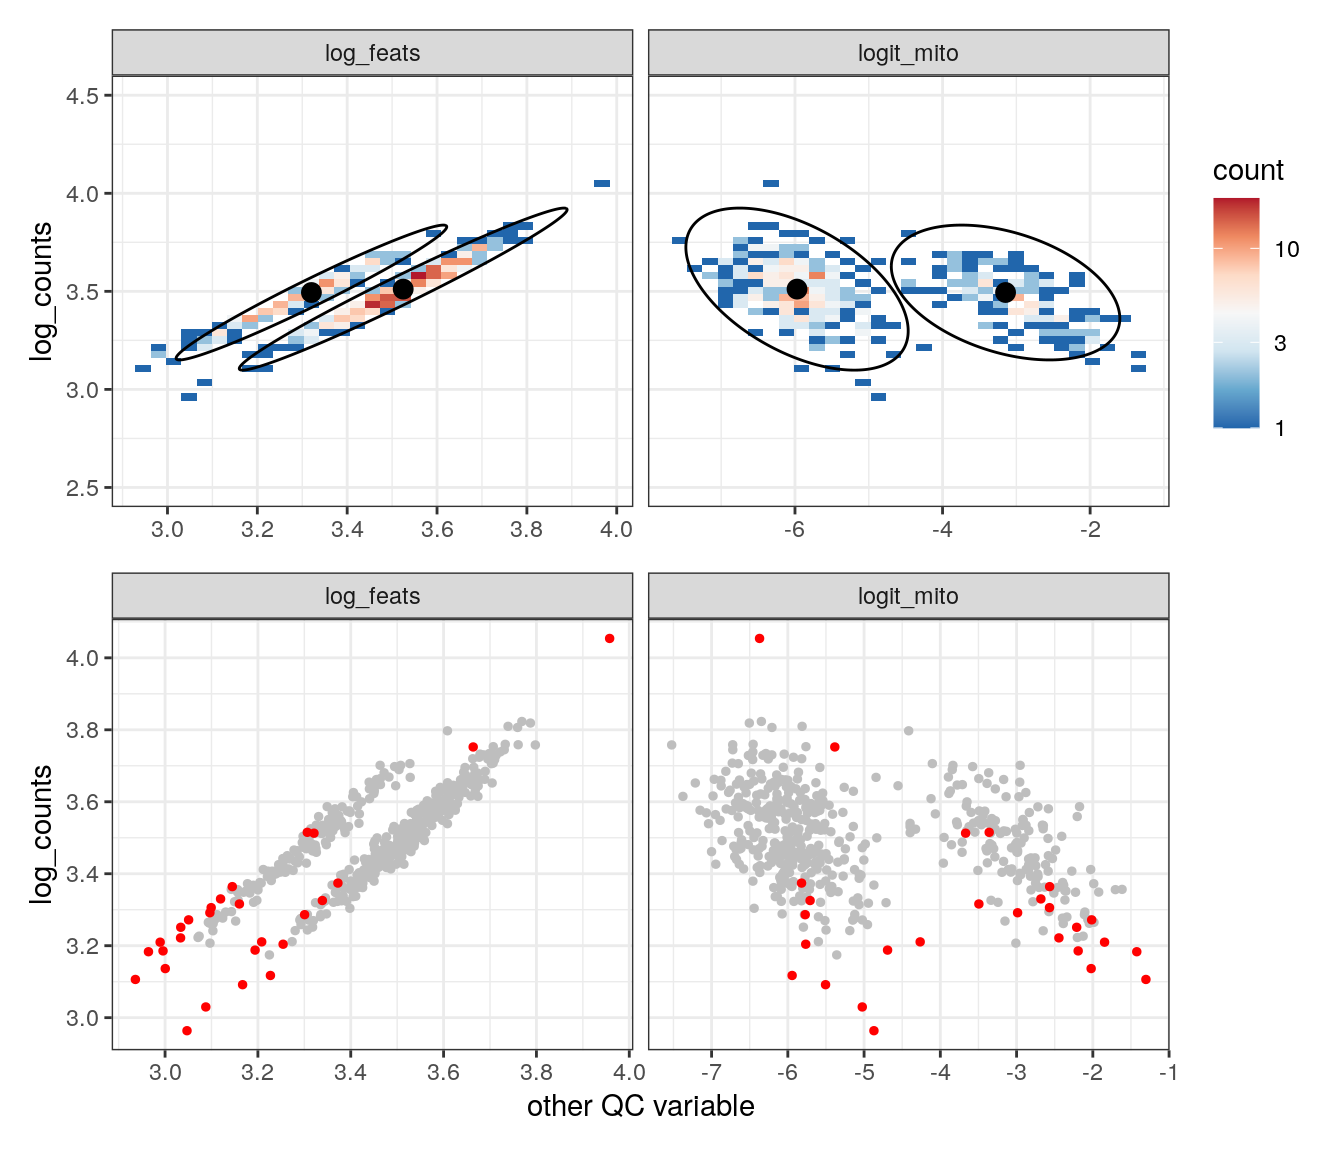 log_feats logit_mito
4.5
4.0
3.5
3.0
2.5
log_counts
3.0 3.2 3.4 3.6 3.8 4.0
-6 -4 -2
count
10
3
1
log_feats logit_mito
4.0
3.8
3.6
3.4
3.2
3.0
log_counts
3.0 3.2 3.4 3.6 3.8 4.0
-7 -6 -5 -4 -3 -2 -1
other QC variable